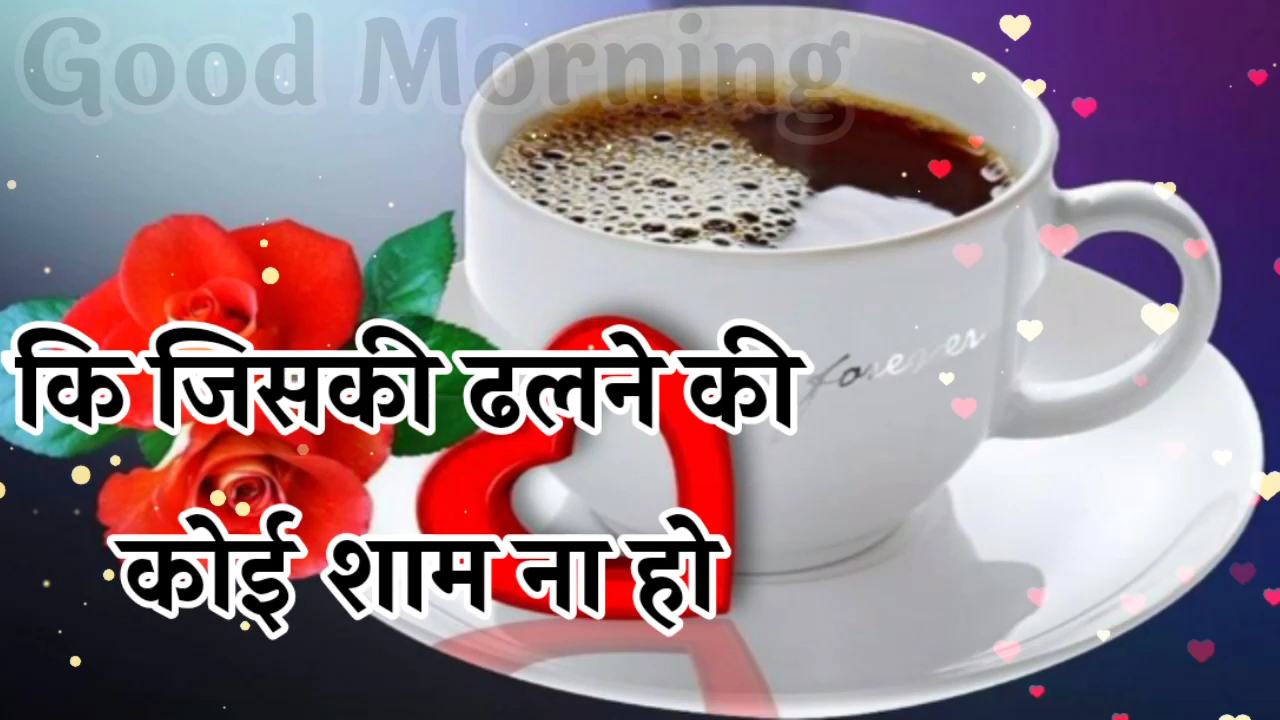 Good Morning
forever
कि जिसकी ढलने की
कोई शाम ना हो